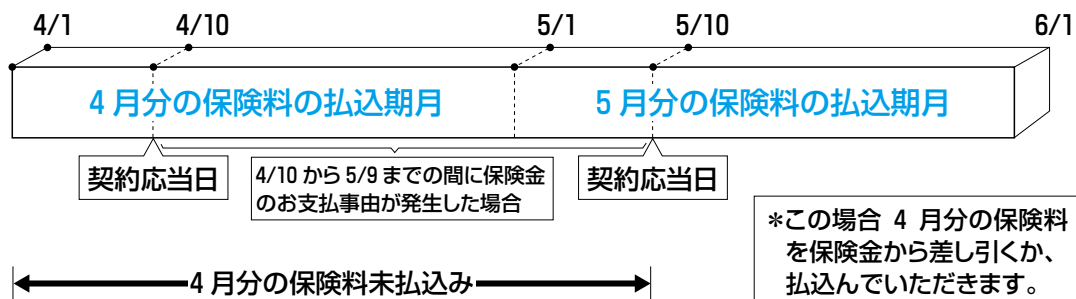 4/1 4/10 5/1 5/10 6/1
4月分の保険料の払込期月 5月分の保険料の払込期月
契約応当日
4/10から5/9までの間に保険金
のお支払事由が発生した場合
契約応当日
*この場合 4 月分の保険料
を保険金から差し引くか、
払込んでいただきます。
4月分の保険料未払込み